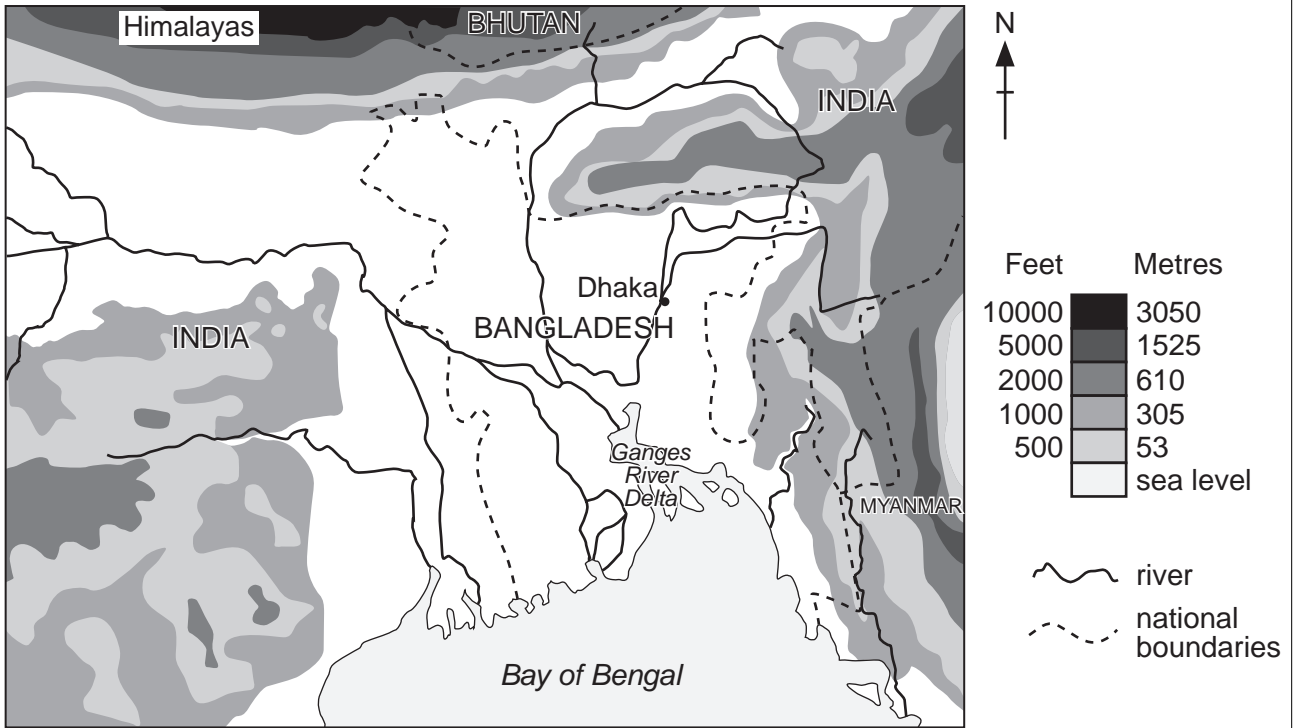 Himalayas
BHUTAN
N
INDIA
Feet Metres
Dhaka
10000 3050
BANGLADESH
INDIA
5000 1525
2000 610
1000 305
500 53
Ganges
River
Delta
sea level
MYANMAR
river
national
boundaries
Bay of Bengal